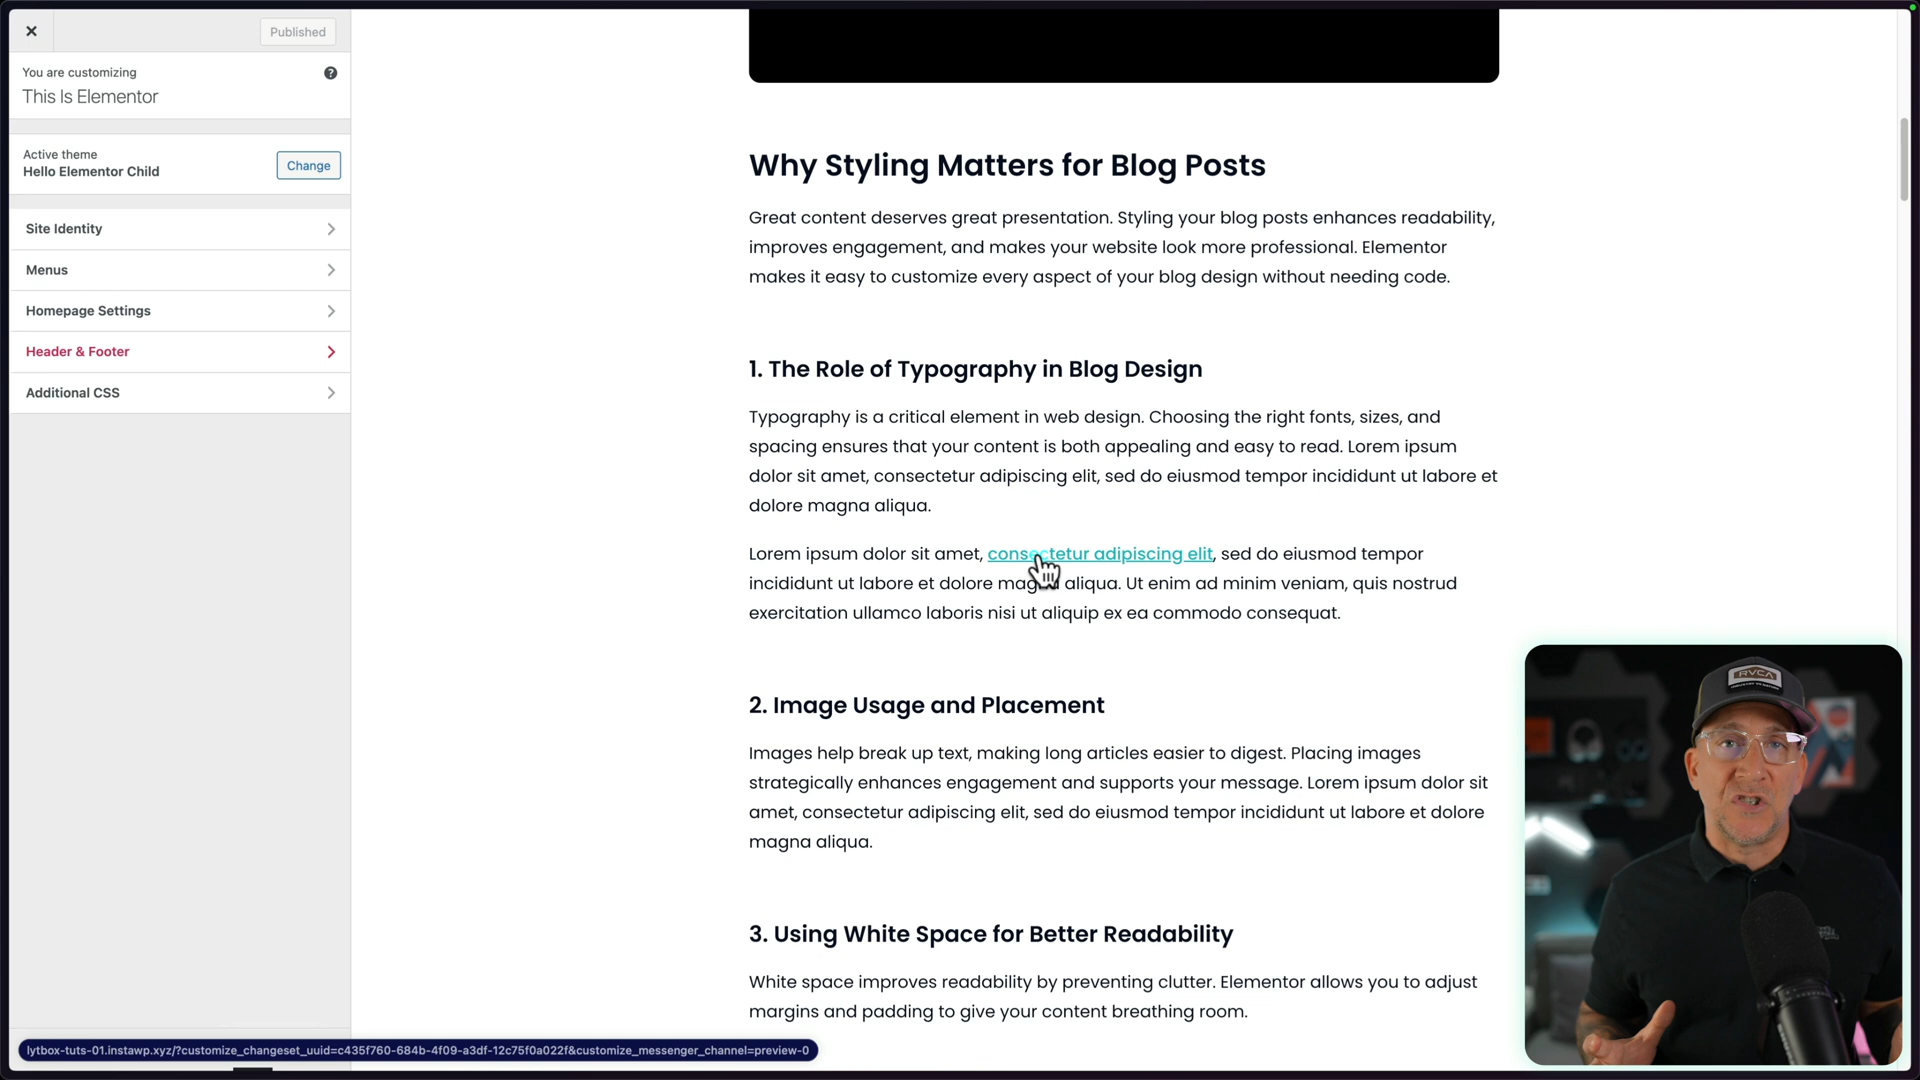 Published
You are customizing
This Is Elementor
Active theme
Hello Elementor Child
Change
Site Identity
Menus
Homepage Settings
Header & Footer
Additional CSS
Why Styling Matters for Blog Posts
Great content deserves great presentation. Styling your blog posts enhances readability,
improves engagement, and makes your website look more professional. Elementor
makes it easy to customize every aspect of your blog design without needing code.
1. The Role of Typography in Blog Design
Typography is a critical element in web design. Choosing the right fonts, sizes, and
spacing ensures that your content is both appealing and easy to read. Lorem ipsum
dolor sit amet, consectetur adipiscing elit, sed do eiusmod tempor incididunt ut labore et
dolore magna aliqua.
Lorem ipsum dolor sit amet, consectetur adipiscing elit, sed do eiusmod tempor
incididunt ut labore et dolore magna aliqua. Ut enim ad minim veniam, quis nostrud
exercitation ullamco laboris nisi ut aliquip ex ea commodo consequat.
2. Image Usage and Placement
Images help break up text, making long articles easier to digest. Placing images
strategically enhances engagement and supports your message. Lorem ipsum dolor sit
amet, consectetur adipiscing elit, sed do eiusmod tempor incididunt ut labore et dolore
magna aliqua.
3. Using White Space for Better Readability
White space improves readability by preventing clutter. Elementor allows you to adjust
margins and padding to give your content breathing room.
RVCA
lytbox-tuts-01.instawp.xyz/?customize_changeset_uuid=c435f760-684b-4f09-a3df-12c75f0a022f&customize_messenger_channel=preview-0